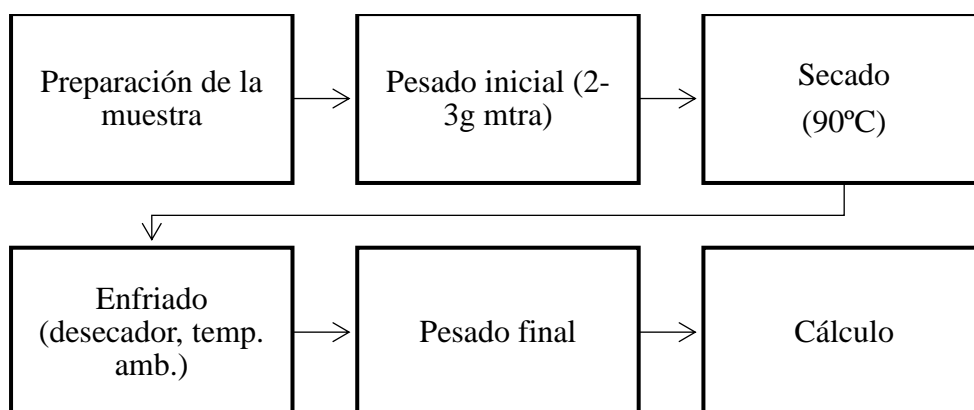 Preparación de la
muestra
Pesado inicial (2-
3g mtra)
Secado
(90ºC)
Enfriado
(desecador, temp.
amb.)
Pesado final
Cálculo